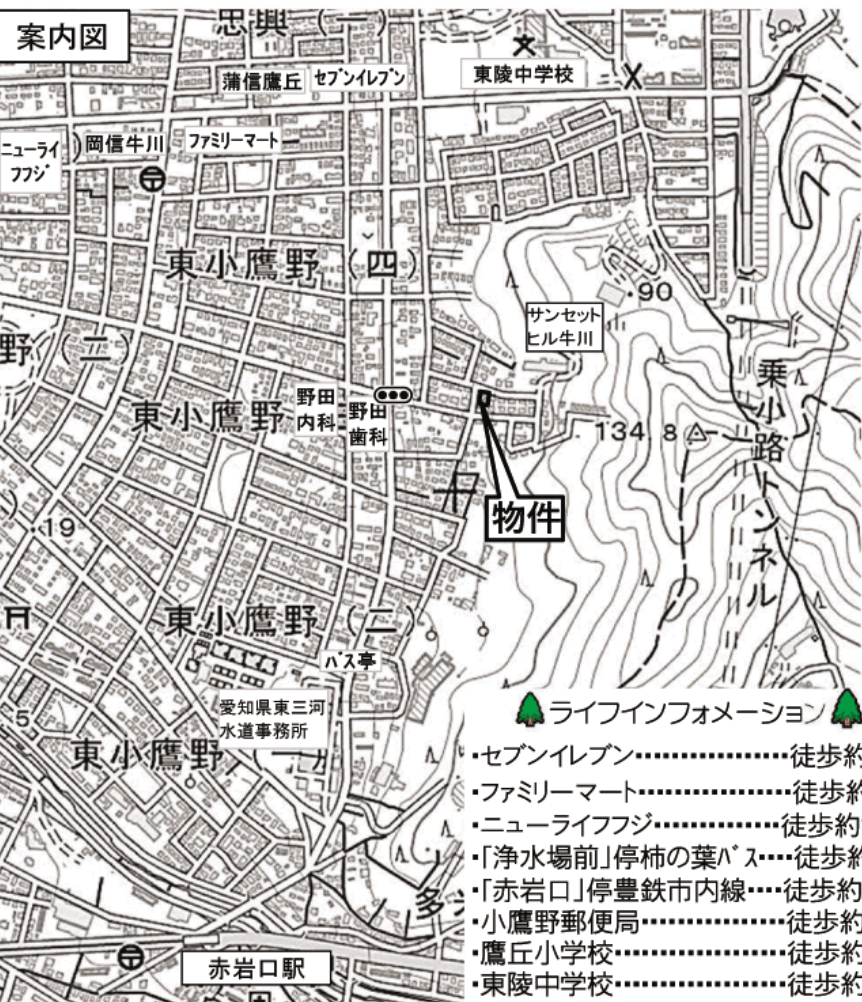 案内図
忠興(一)
蒲信鷹丘
セブンイレブン
東陵中学校
ニューライ
フフジ
岡信牛川
ファミリーマート
東小鷹野(四)
・90
サンセット
ヒル牛川
野(二)
東小鷹野
野田
内科
野田
歯科
134.8
乗小路トンネル
物件
.19
東小鷹野(二)
バス亭
愛知県東三河
水道事務所
5
東小鷹野
多
赤岩口駅
ライフインフォメーション
・セブンイレブン・・・・・・・・・・・・・・・・徒歩約
・ファミリーマート・・・・・・・・・・・・・・・・徒歩約
・ニューライフフジ・・・・・・・・・・・・・・徒歩約
・「浄水場前」停柿の葉バス・・・・徒歩約
・「赤岩口」停豊鉄市内線・・・・徒歩約
・小鷹野郵便局・・・・・・・・・・・・・・・・徒歩約
・鷹丘小学校・・・・・・・・・・・・・・・・・・・徒歩約
・東陵中学校・・・・・・・・・・・・・・・・・・・徒歩約